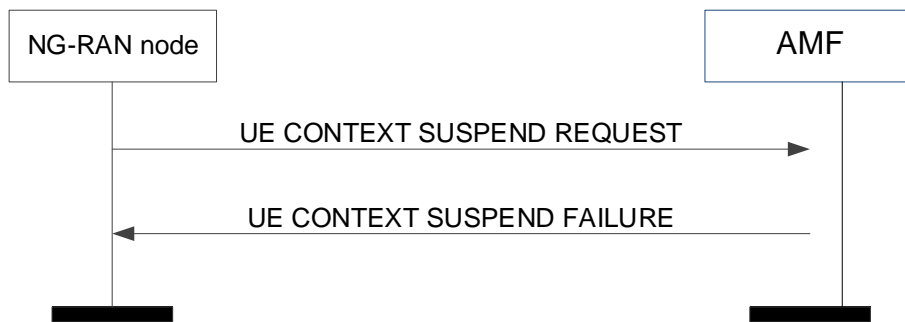 NG-RAN node
AMF
UE CONTEXT SUSPEND REQUEST
UE CONTEXT SUSPEND FAILURE